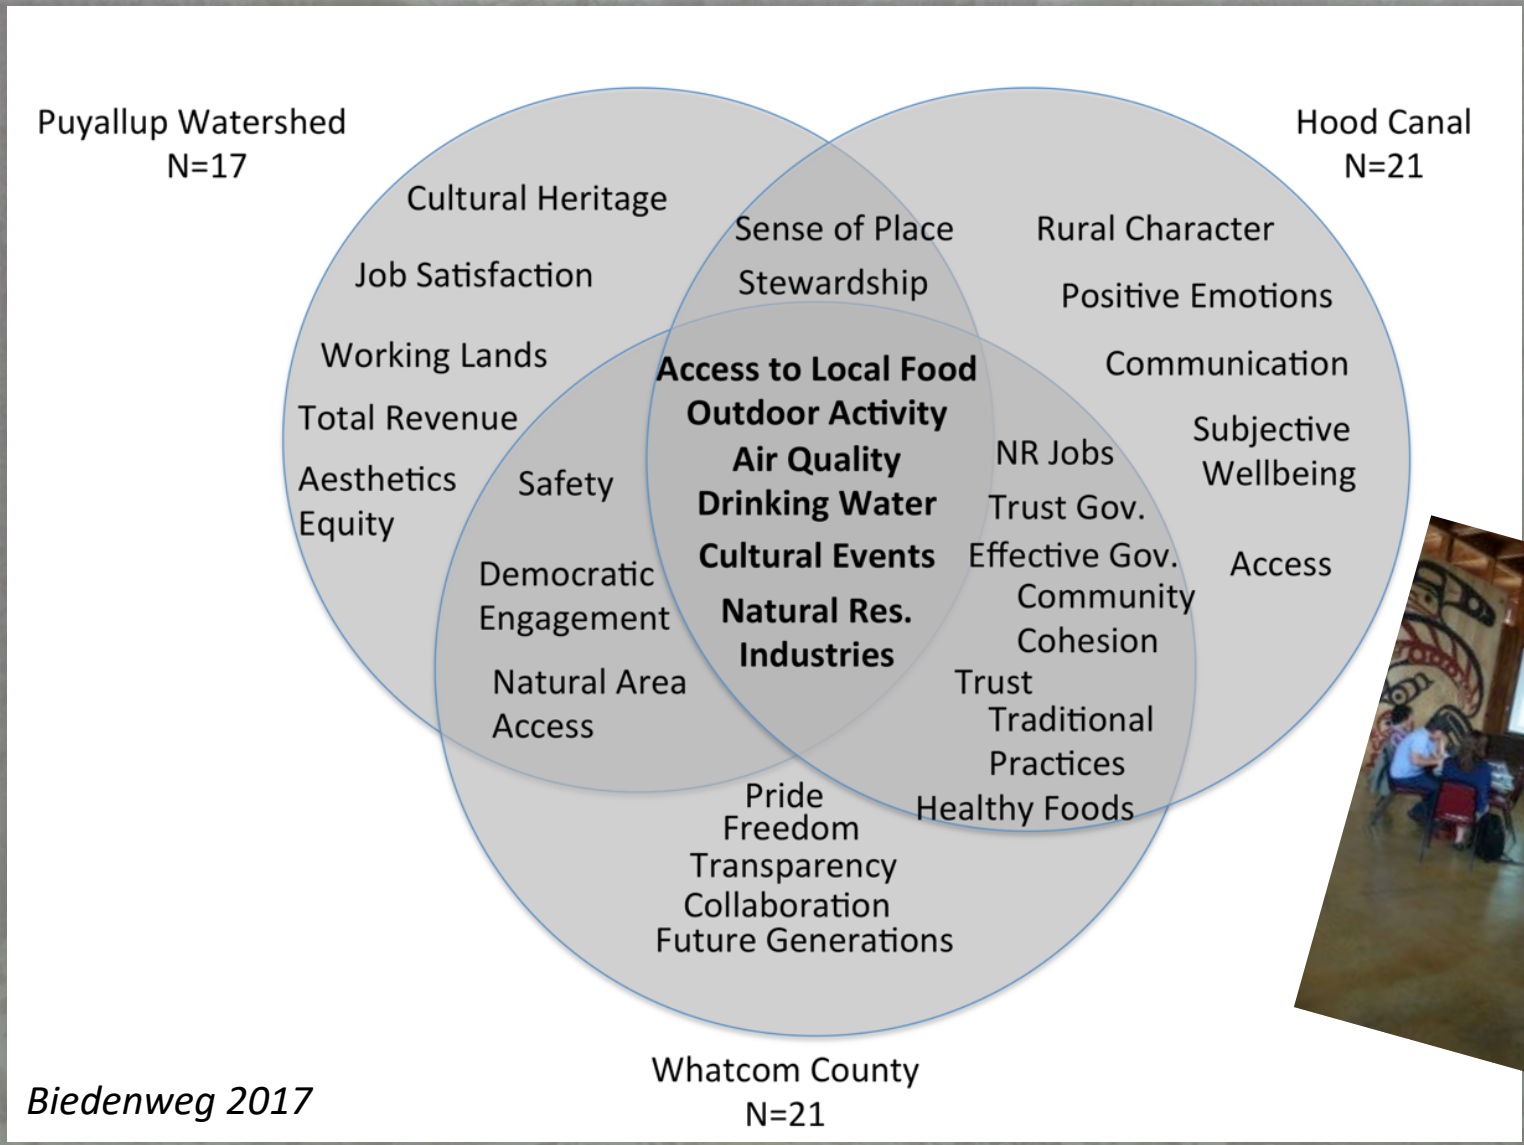 Puyallup Watershed
N=17
Hood Canal
N=21
Cultural Heritage
Job Satisfaction
Working Lands
Total Revenue
Aesthetics
Equity
Sense of Place
Stewardship
Rural Character
Positive Emotions
Communication
Subjective
Wellbeing
Access
Access to Local Food
Outdoor Activity
Air Quality
Drinking Water
Cultural Events
Natural Res.
Industries
Safety
Democratic
Engagement
Natural Area
Access
NR Jobs
Trust Gov.
Effective Gov.
Community
Cohesion
Trust
Traditional
Practices
Healthy Foods
Pride
Freedom
Transparency
Collaboration
Future Generations
Whatcom County
N=21
Biedenweg 2017